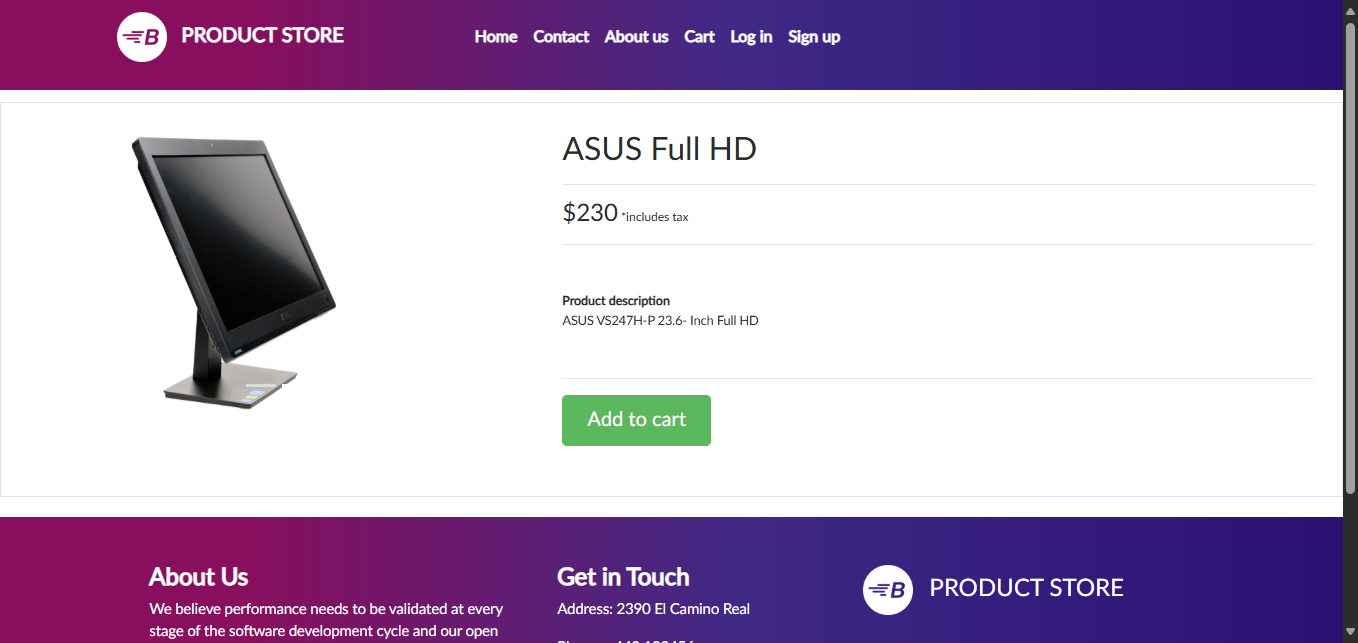 B PRODUCT STORE
Home Contact About us Cart Log in Sign up
ASUS Full HD
$230 *includes tax
Product description
ASUS VS247H-P 23.6- Inch Full HD
Add to cart
About Us
We believe performance needs to be validated at every
stage of the software development cycle and our open
Get in Touch
Address: 2390 El Camino Real
B PRODUCT STORE